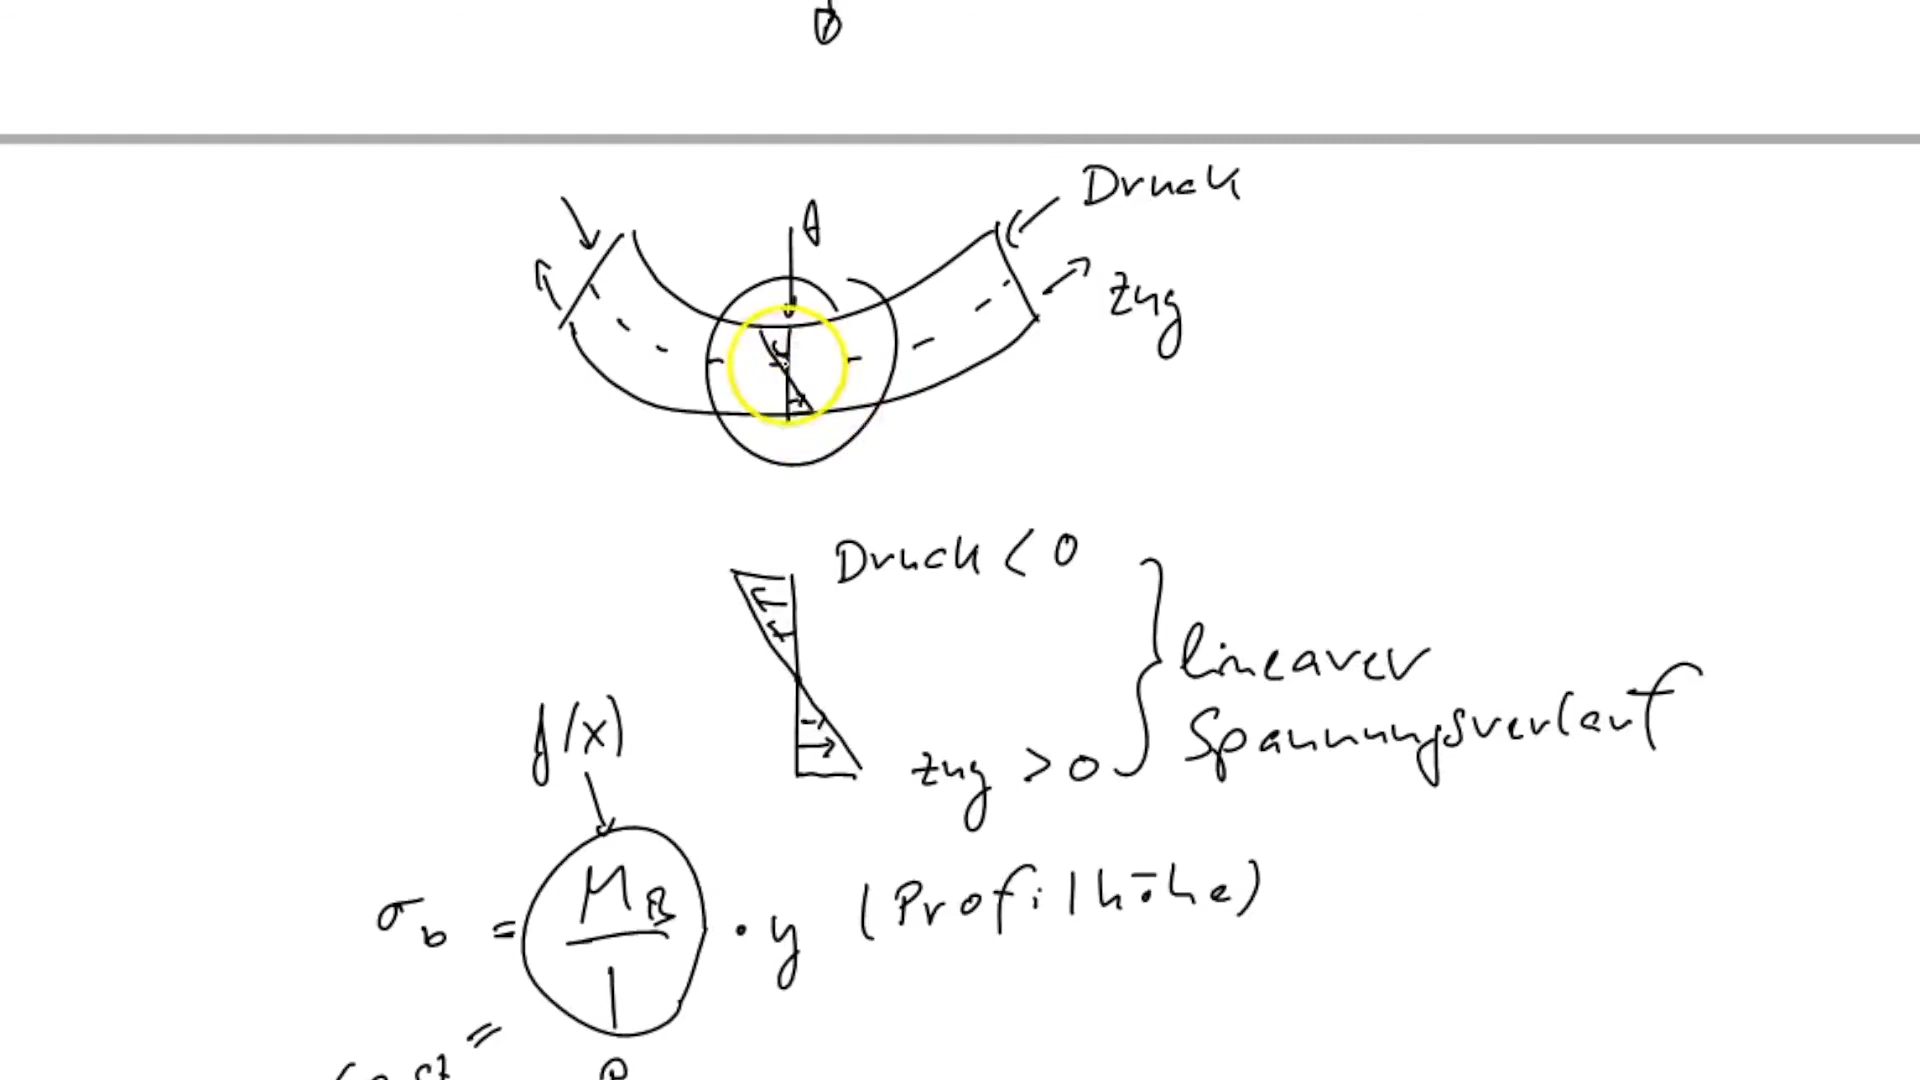 A
Druck
Zug
Druck < 0
linearer
Spannungsverlauf
Zug > 0
f(x)
σb = MB / I · y (Profilhöhe)
=